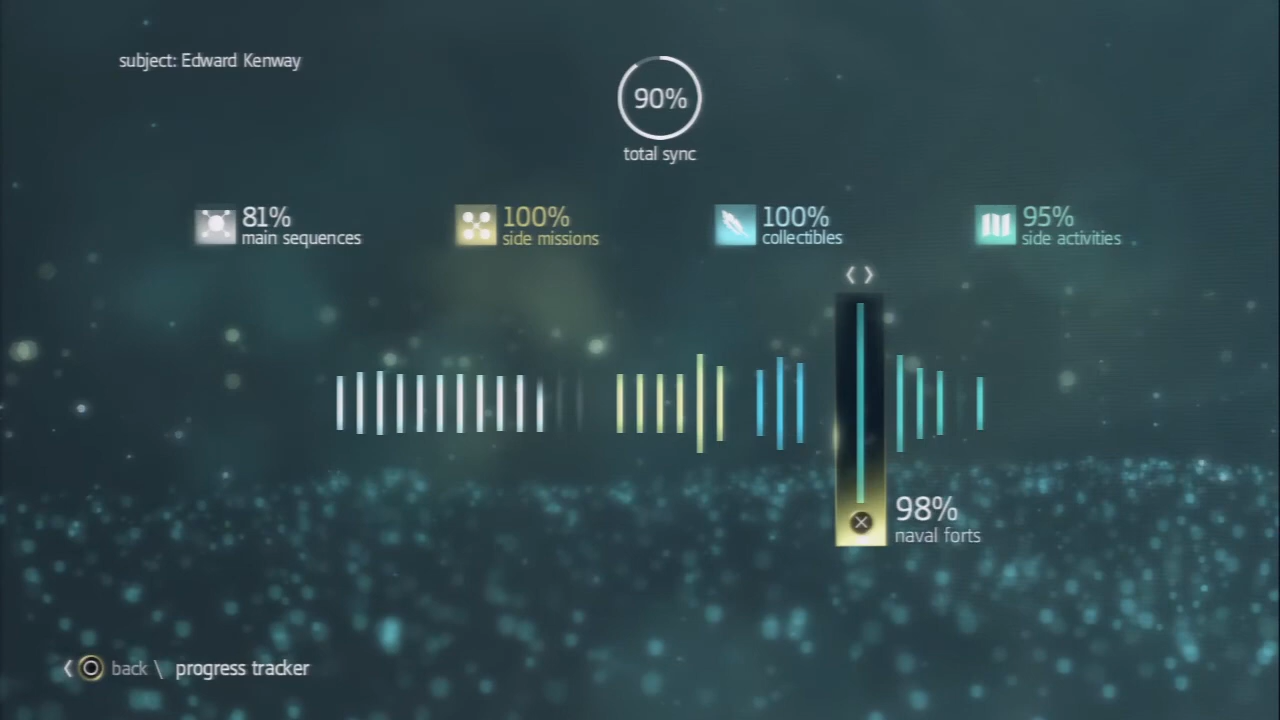 subject: Edward Kenway
90%
total sync
81%
main sequences
100%
side missions
100%
collectibles
95%
side activities
98%
naval forts
back \ progress tracker